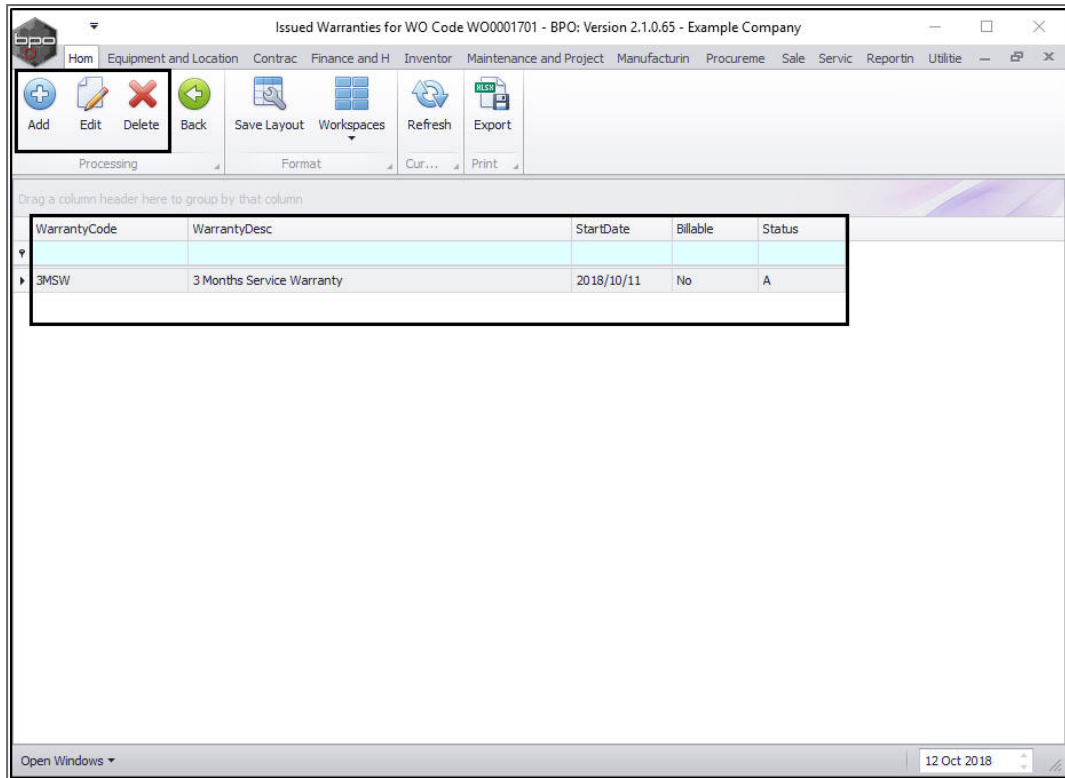 Issued Warranties for WO Code WO0001701 - BPO: Version 2.1.0.65 - Example Company
bpo
Hom Equipment and Location Contrac Finance and H Inventor Maintenance and Project Manufacturin Procureme Sale Servic Reportin Utilitie
XLSX
Add Edit Delete Back Save Layout Workspaces Refresh Export
Processing Format Cur... Print
Drag a column header here to group by that column
WarrantyCode WarrantyDesc StartDate Billable Status
3MSW 3 Months Service Warranty 2018/10/11 No A
Open Windows 12 Oct 2018